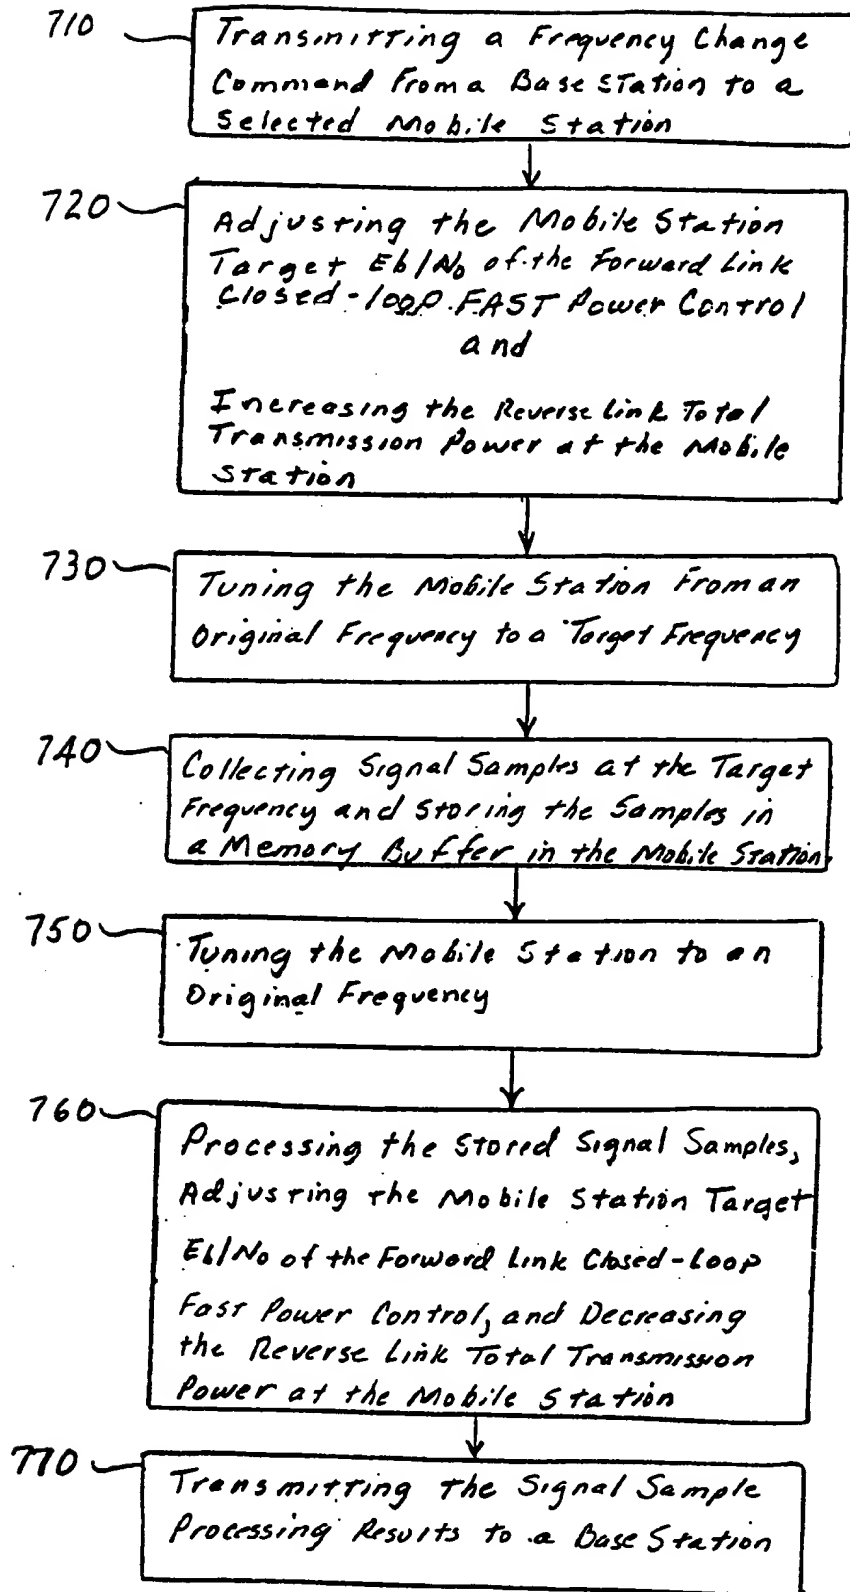 710
Transmitting a Frequency Change
Command From a Base Station to a
Selected Mobile Station
720
Adjusting the Mobile Station
Target Eb/No of the Forward Link
Closed-loop FAST Power Control
and
Increasing the Reverse Link Total
Transmission Power at the Mobile
Station
730
Tuning the Mobile Station From an
Original Frequency to a Target Frequency
740
Collecting Signal Samples at the Target
Frequency and Storing the Samples in
a Memory Buffer in the Mobile Station
750
Tuning the Mobile Station to an
Original Frequency
760
Processing the Stored Signal Samples,
Adjusting the Mobile Station Target
Eb/No of the Forward Link Closed-Loop
Fast Power Control, and Decreasing
the Reverse Link Total Transmission
Power at the Mobile Station
770
Transmitting the Signal Sample
Processing Results to a Base Station